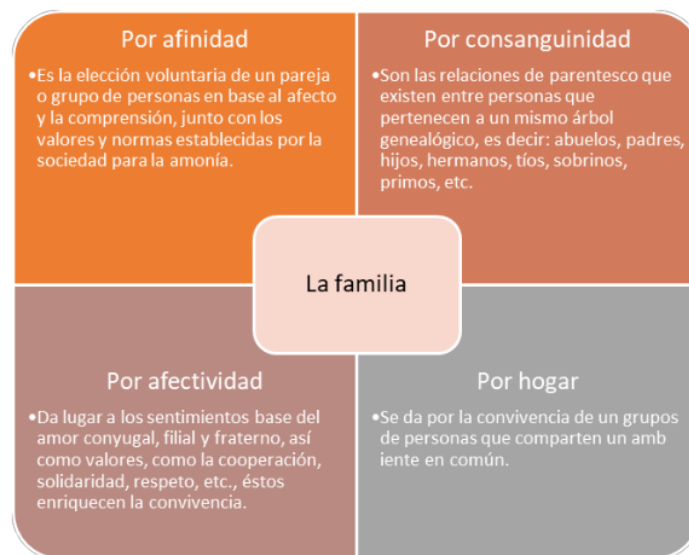 Por afinidad
•Es la elección voluntaria de un pareja
o grupo de personas en base al afecto
y la comprensión, junto con los
valores y normas establecidas por la
sociedad para la amonía.
Por consanguinidad
•Son las relaciones de parentesco que
existen entre personas que
pertenecen a un mismo árbol
genealógico, es decir: abuelos, padres,
hijos, hermanos, tíos, sobrinos,
primos, etc.
La familia
Por afectividad
•Da lugar a los sentimientos base del
amor conyugal, filial y fraterno, así
como valores, como la cooperación,
solidaridad, respeto, etc., éstos
enriquecen la convivencia.
Por hogar
•Se da por la convivencia de un grupos
de personas que comparten un amb
iente en común.